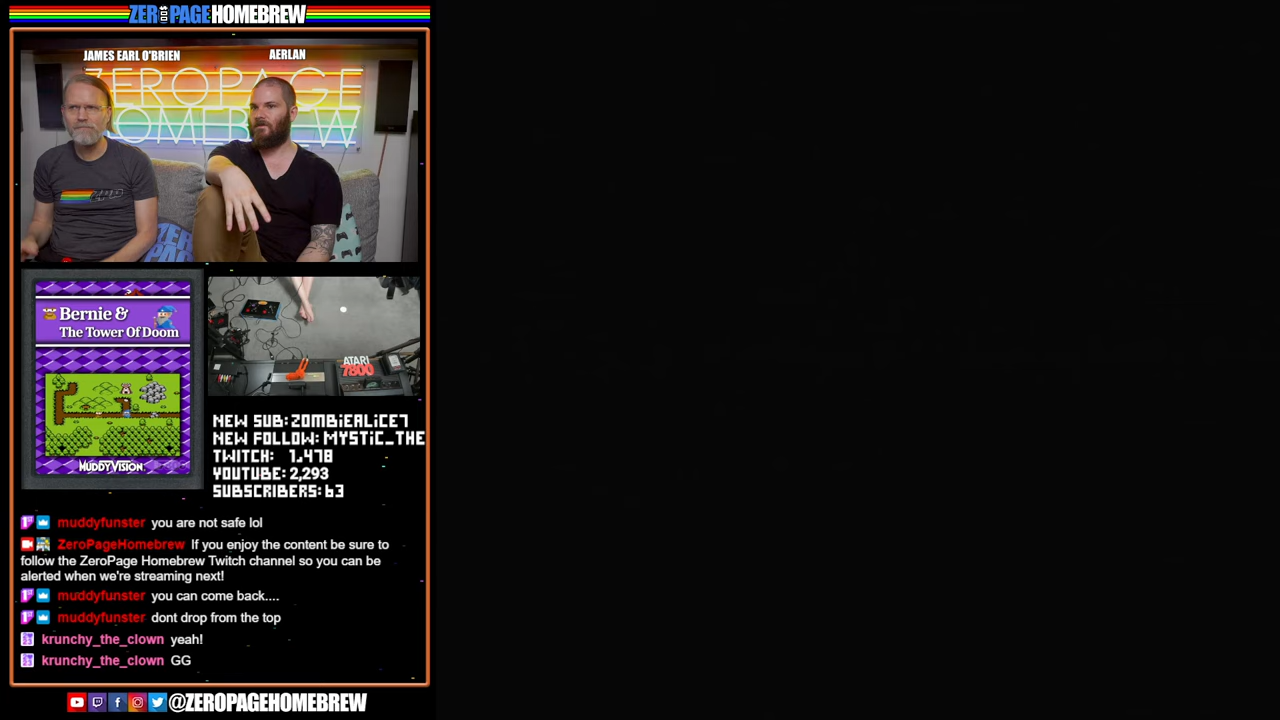 ZEROPAGE HOMEBREW
JAMES EARL O'BRIEN
AERLAN
ZEROPAGE
HOMEBREW
Bernie &
The Tower Of Doom
MUDDYVISION
ATARI
7800
NEW SUB: ZOMBIEALICE7
NEW FOLLOW: MYSTIC_THE
TWITCH: 1,478
YOUTUBE: 2,293
SUBSCRIBERS: 63
muddyfunster you are not safe lol
ZeroPageHomebrew If you enjoy the content be sure to
follow the ZeroPage Homebrew Twitch channel so you can be
alerted when we're streaming next!
muddyfunster you can come back....
muddyfunster dont drop from the top
krunchy_the_clown yeah!
krunchy_the_clown GG
@ZEROPAGEHOMEBREW